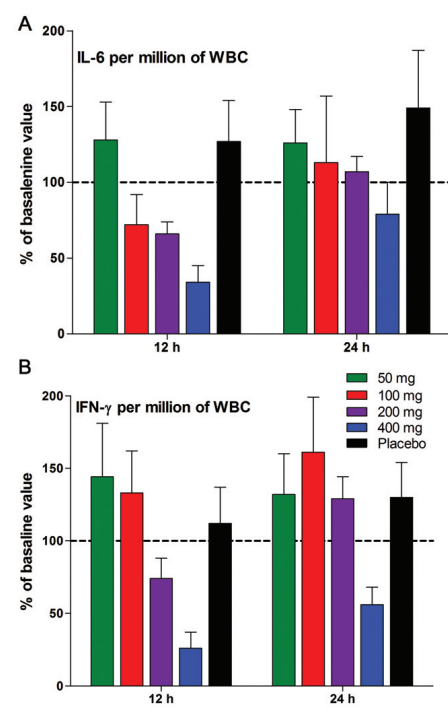 A
IL-6 per million of WBC
% of basalenine value
200
150
100
50
0
12 h
24 h
B
IFN-γ per million of WBC
% of basaline value
200
150
100
50
0
12 h
24 h
50 mg
100 mg
200 mg
400 mg
Placebo